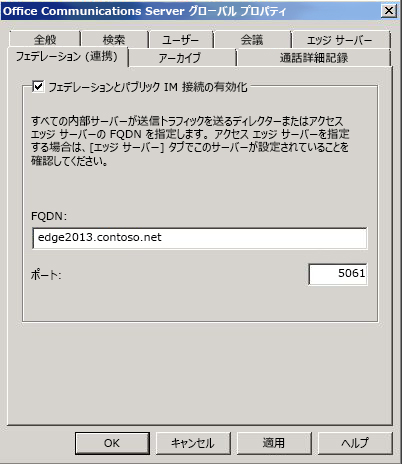 Office Communications Server グローバル プロパティ
全般 検索 ユーザー 会議 エッジ サーバー
フェデレーション (連携) アーカイブ 通話詳細記録
フェデレーションとパブリック IM 接続の有効化
すべての内部サーバーが送信トラフィックを送るディレクターまたはアクセス
エッジ サーバーの FQDN を指定します。アクセス エッジ サーバーを指定
する場合は、[エッジ サーバー] タブでこのサーバーが設定されていることを
確認してください。
FQDN:
edge2013.contoso.net
ポート: 5061
OK キャンセル 適用 ヘルプ